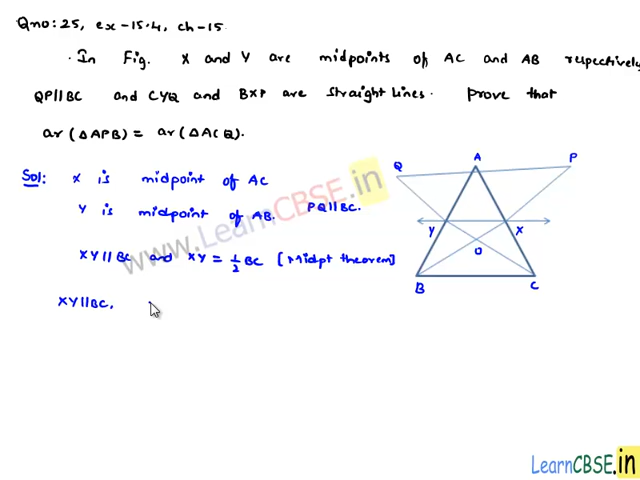 Qno:25, ex-15.4, ch-15.
. In Fig. X and Y are midpoints of AC and AB respectively
QP||BC and CYQ and BXP are straight lines. Prove that
ar(△APB) = ar(△ACQ).
Sol: X is midpoint of AC
Y is midpoint of AB. PQ||BC.
XY||BC and XY = 1/2 BC [Midpt theorem]
XY||BC,
Q A P
Y X
O
B C
www.LearnCBSE.in
LearnCBSE.in